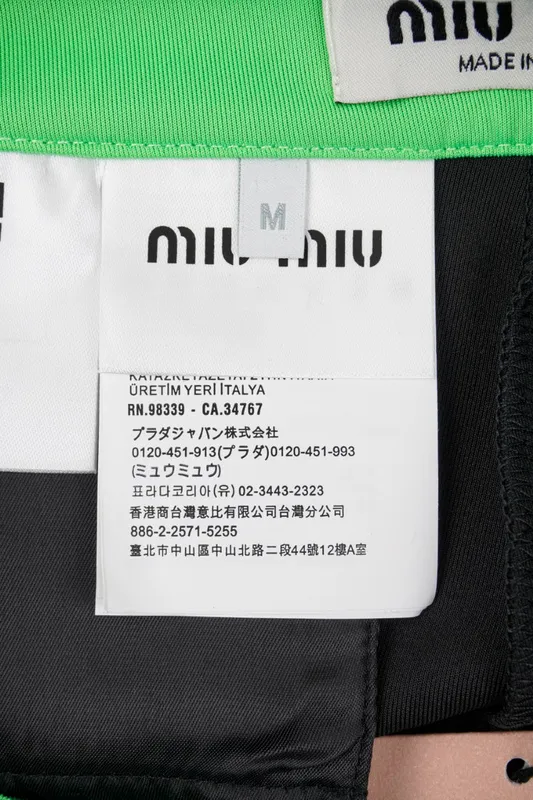 miu
MADE IN
M
miu miu
ÜRETİM YERİ İTALYA
RN.98339 - CA.34767
プラダジャパン株式会社
0120-451-913(プラダ)0120-451-993
(ミュウミュウ)
프라다코리아(유) 02-3443-2323
香港商台灣意比有限公司台灣分公司
886-2-2571-5255
臺北市中山區中山北路二段44號12樓A室